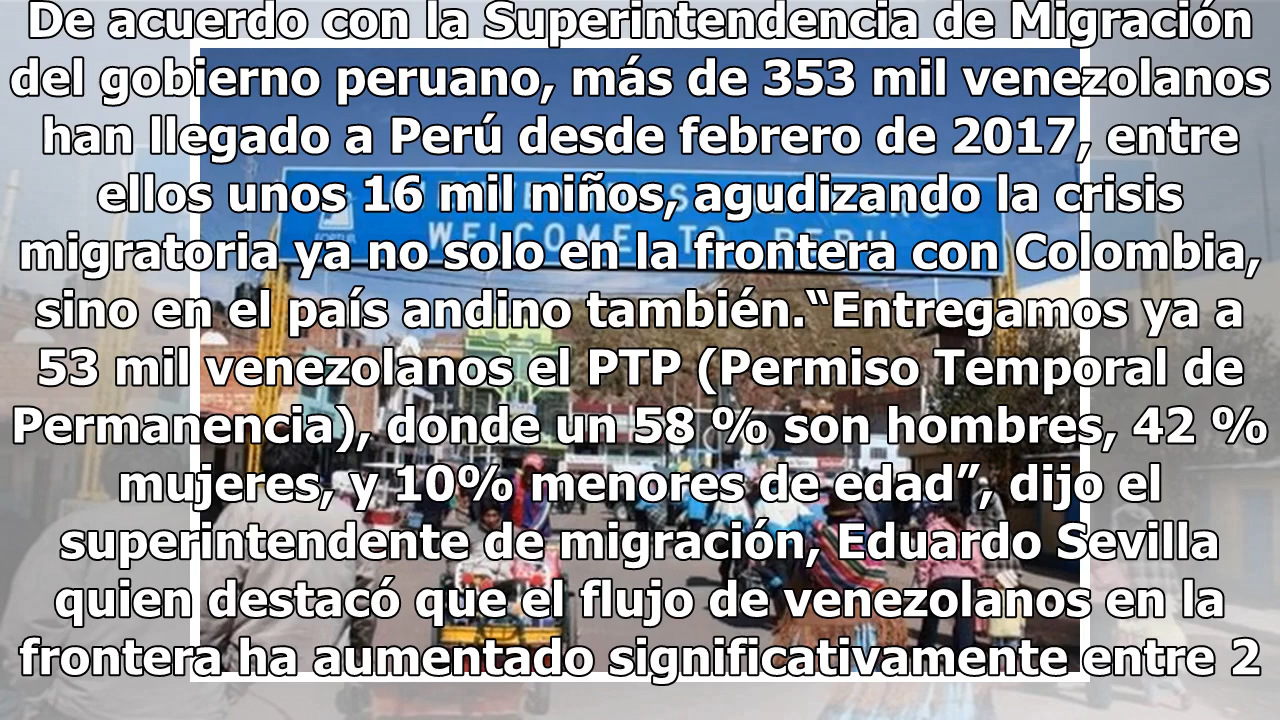 De acuerdo con la Superintendencia de Migración
del gobierno peruano, más de 353 mil venezolanos
han llegado a Perú desde febrero de 2017, entre
ellos unos 16 mil niños, agudizando la crisis
migratoria ya no solo en la frontera con Colombia,
sino en el país andino también.“Entregamos ya a
53 mil venezolanos el PTP (Permiso Temporal de
Permanencia), donde un 58 % son hombres, 42 %
mujeres, y 10% menores de edad”, dijo el
superintendente de migración, Eduardo Sevilla
quien destacó que el flujo de venezolanos en la
frontera ha aumentado significativamente entre 2
WELCOME TO PERU